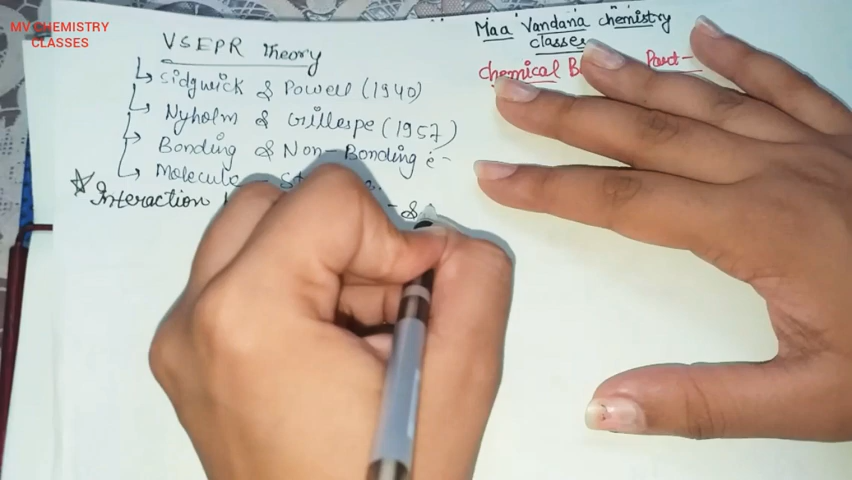 MV CHEMISTRY
CLASSES
VSEPR Theory
Sidgwick & Powell (1940)
Nyholm & Gillespe (1957)
Bonding & Non-Bonding e-
Molecule
Interaction
- &
Maa Vandana chemistry
classes
chemical Part-